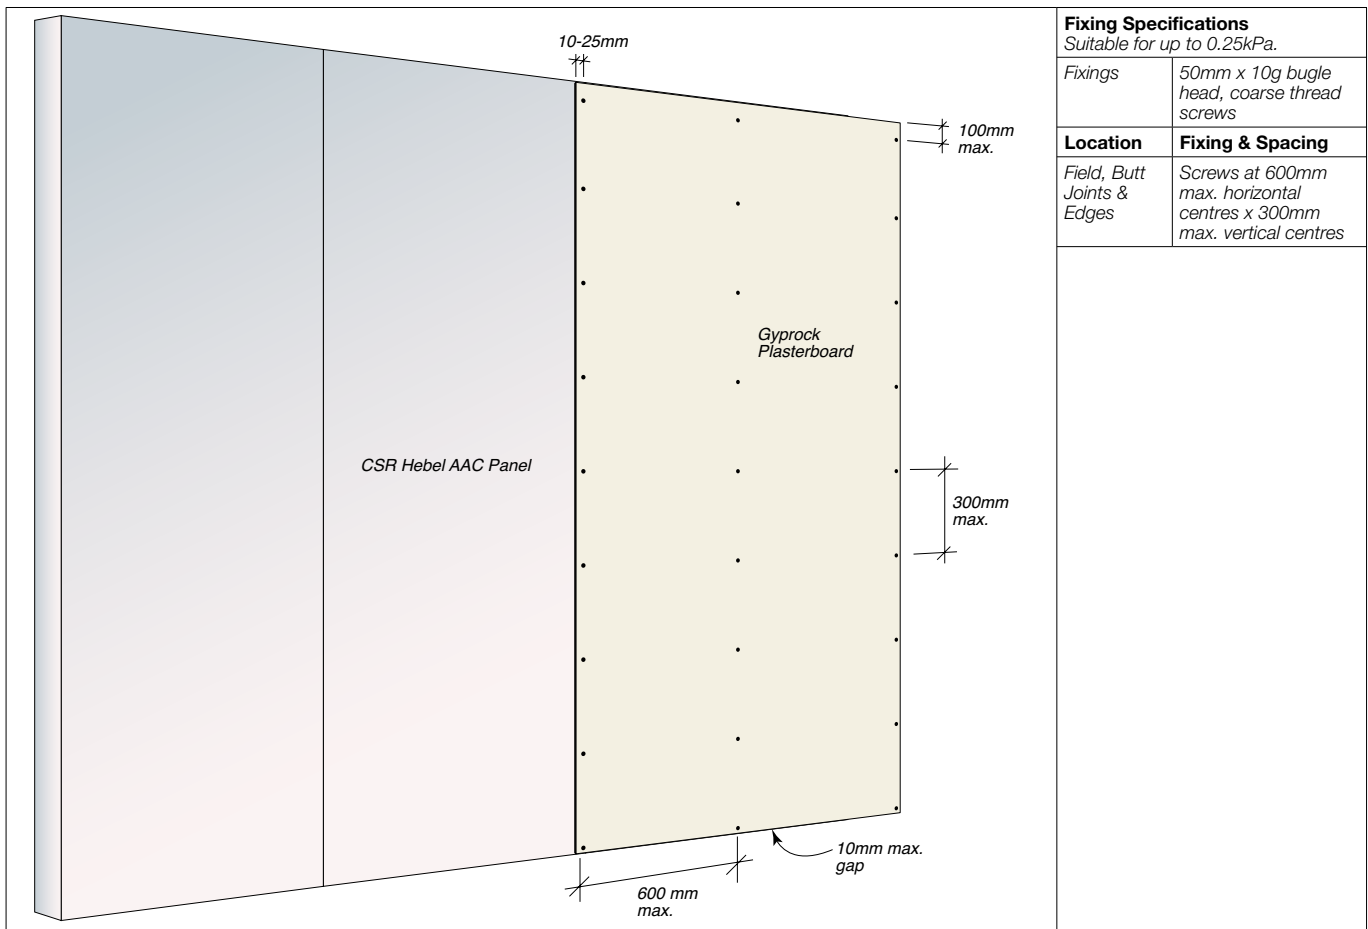 10-25mm
100mm
max.
Gyprock
Plasterboard
CSR Hebel AAC Panel
300mm
max.
10mm max.
gap
600 mm
max.
Fixing Specifications
Suitable for up to 0.25kPa.
Fixings
50mm x 10g bugle
head, coarse thread
screws
Location
Fixing & Spacing
Field, Butt
Joints &
Edges
Screws at 600mm
max. horizontal
centres x 300mm
max. vertical centres